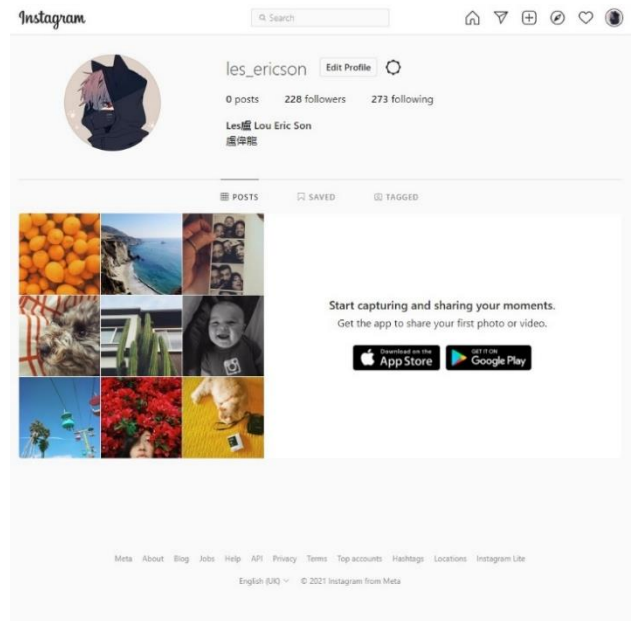 Instagram
Search
les_ericson Edit Profile
0 posts 228 followers 273 following
Les盧 Lou Eric Son
盧偉龍
POSTS SAVED TAGGED
Start capturing and sharing your moments.
Get the app to share your first photo or video.
Download on the App Store
GET IT ON Google Play
Meta About Blog Jobs Help API Privacy Terms Top accounts Hashtags Locations Instagram Lite
English (UK) © 2021 Instagram from Meta